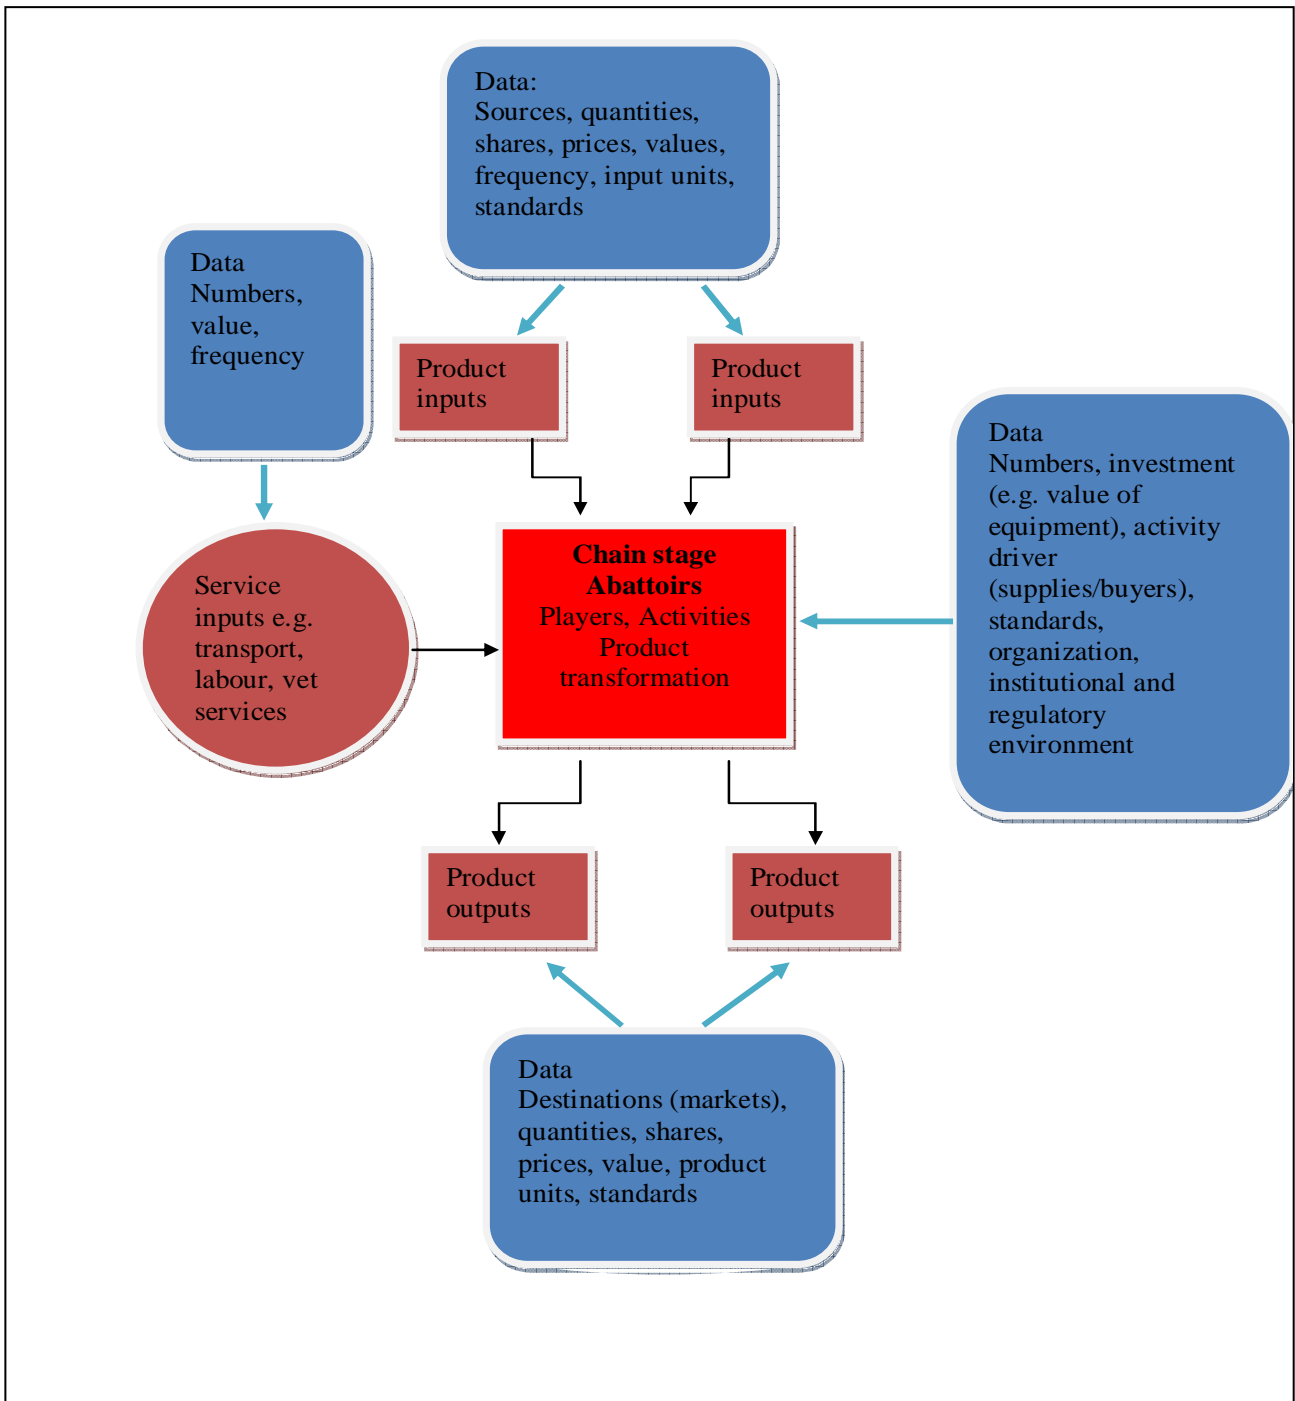 Data:
Sources, quantities,
shares, prices, values,
frequency, input units,
standards
Data
Numbers,
value,
frequency
Product
inputs
Product
inputs
Data
Numbers, investment
(e.g. value of
equipment), activity
driver
(supplies/buyers),
standards,
organization,
institutional and
regulatory
environment
Service
inputs e.g.
transport,
labour, vet
services
Chain stage
Abattoirs
Players, Activities
Product
transformation
Product
outputs
Product
outputs
Data
Destinations (markets),
quantities, shares,
prices, value, product
units, standards